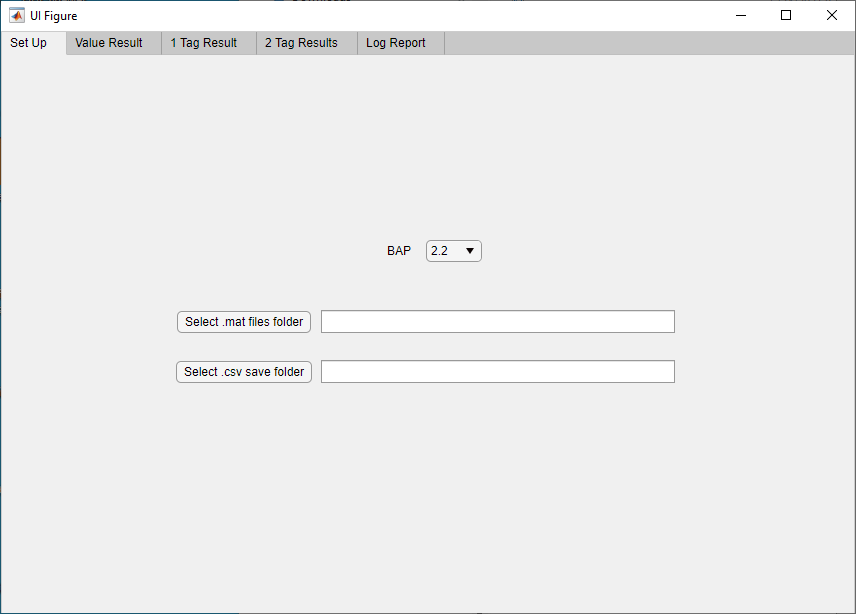 UI Figure
Set Up
Value Result
1 Tag Result
2 Tag Results
Log Report
BAP
2.2
Select .mat files folder
Select .csv save folder